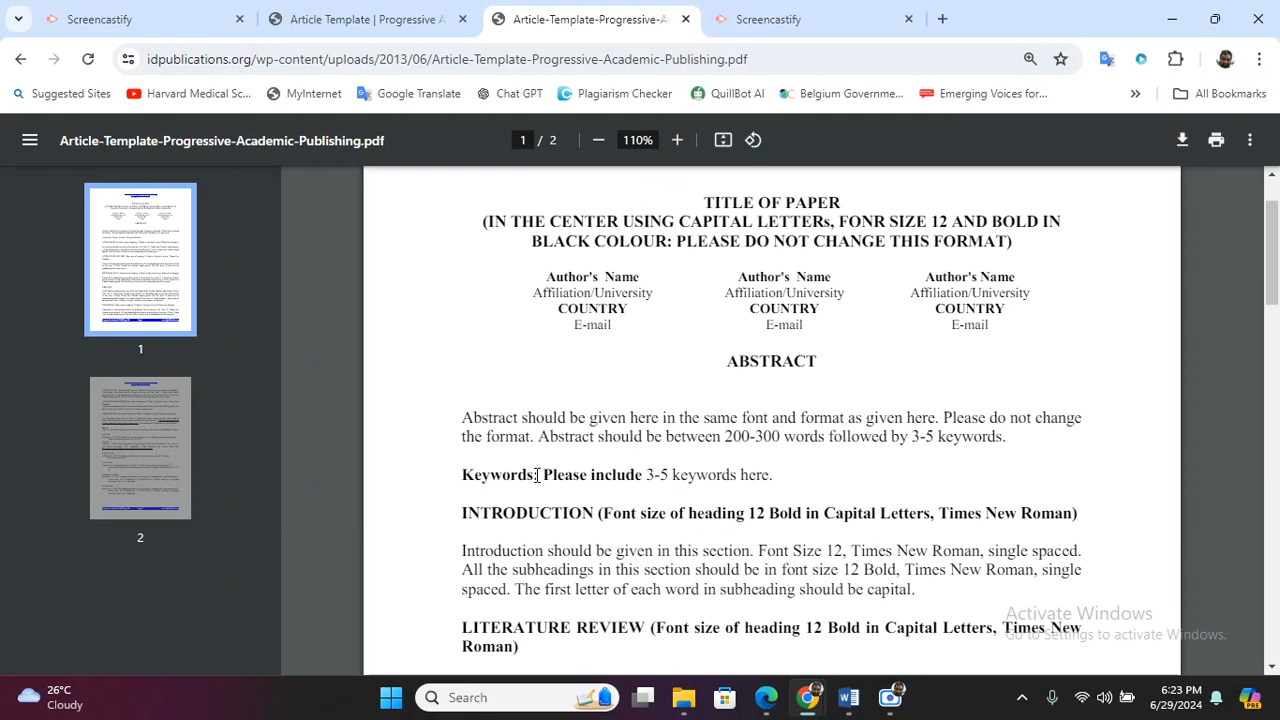 Screencastify
Article Template | Progressive A
Article-Template-Progressive-A
Screencastify
idpublications.org/wp-content/uploads/2013/06/Article-Template-Progressive-Academic-Publishing.pdf
Suggested Sites
Harvard Medical Sc...
MyInternet
Google Translate
Chat GPT
Plagiarism Checker
QuillBot AI
Belgium Governme...
Emerging Voices for...
All Bookmarks
Article-Template-Progressive-Academic-Publishing.pdf
1 / 2
110%
TITLE OF PAPER
(IN THE CENTER USING CAPITAL LETTERS, FONR SIZE 12 AND BOLD IN
BLACK COLOUR: PLEASE DO NOT CHANGE THIS FORMAT)
Author's Name Author's Name Author's Name
Affiliation/University Affiliation/University Affiliation/University
COUNTRY COUNTRY COUNTRY
E-mail E-mail E-mail
ABSTRACT
Abstract should be given here in the same font and format as given here. Please do not change
the format. Abstract should be between 200-300 words followed by 3-5 keywords.
Keywords: Please include 3-5 keywords here.
INTRODUCTION (Font size of heading 12 Bold in Capital Letters, Times New Roman)
Introduction should be given in this section. Font Size 12, Times New Roman, single spaced.
All the subheadings in this section should be in font size 12 Bold, Times New Roman, single
spaced. The first letter of each word in subheading should be capital.
LITERATURE REVIEW (Font size of heading 12 Bold in Capital Letters, Times New
Roman)
1
2
Activate Windows
Go to Settings to activate Windows.
26°C
Cloudy
Search
6:23 PM
6/29/2024